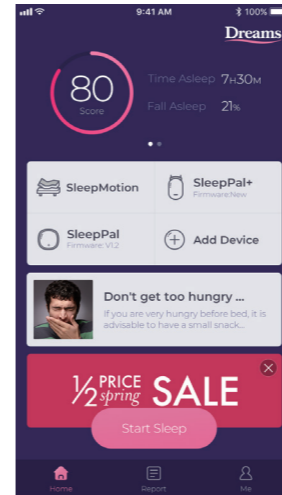 9:41 AM
100%
Dreams
80
Score
Time Asleep 7H30M
Fall Asleep 21%
SleepMotion
SleepPal+
Firmware:New
SleepPal
Firmware: V1.2
Add Device
Don't get too hungry ...
If you are very hungry before bed, it is
advisable to have a small snack...
½ PRICE
spring
SALE
Start Sleep
Home
Report
Me